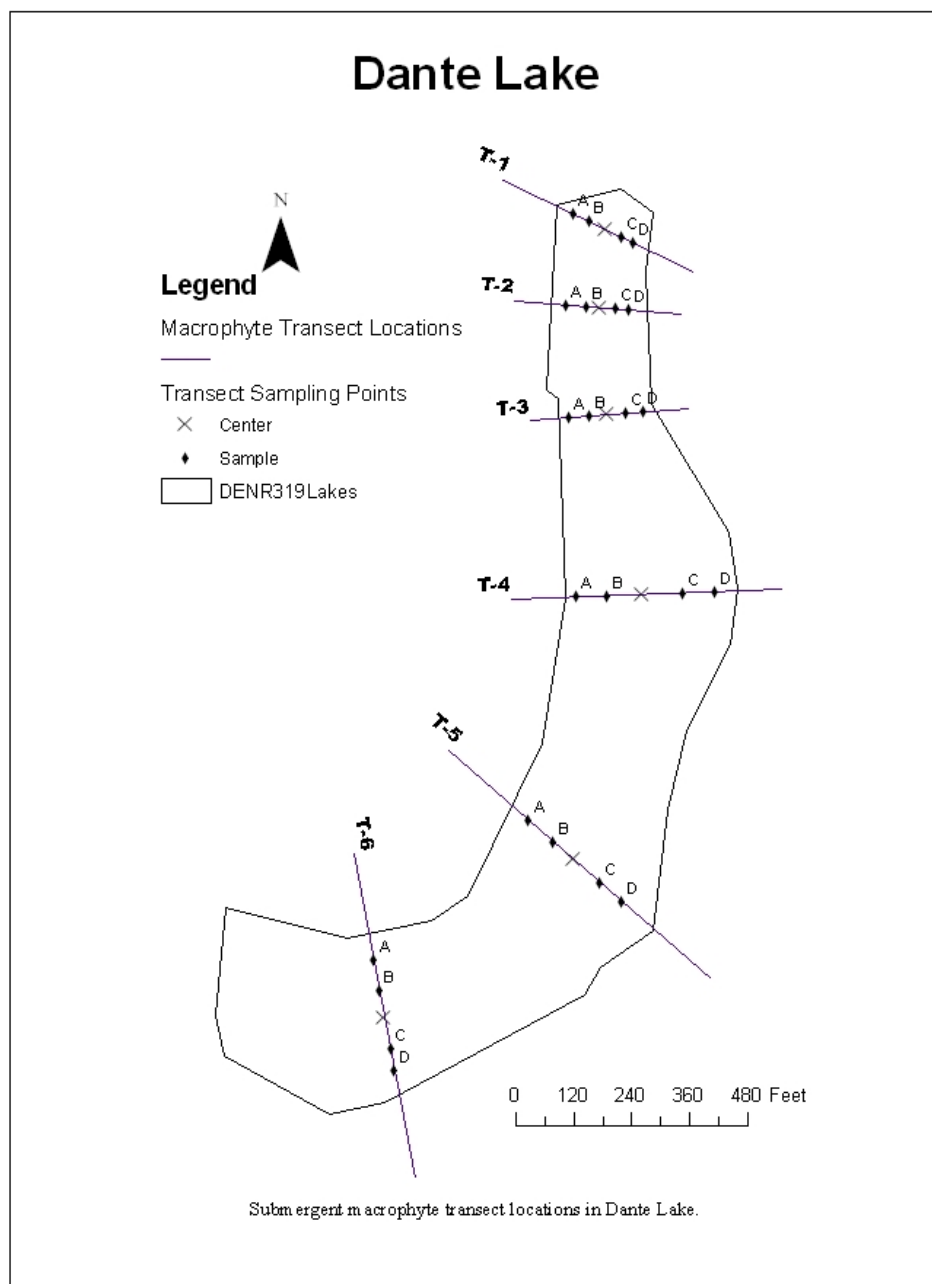 Dante Lake
T-1
A
B
C D
N
Legend
Macrophyte Transect Locations
Transect Sampling Points
Center
Sample
DENR319Lakes
T-2
A B C D
T-3
A B C D
T-4
A B C D
T-5
A
B
C
D
T-6
A
B
C
D
0 120 240 360 480 Feet
Submergent macrophyte transect locations in Dante Lake.